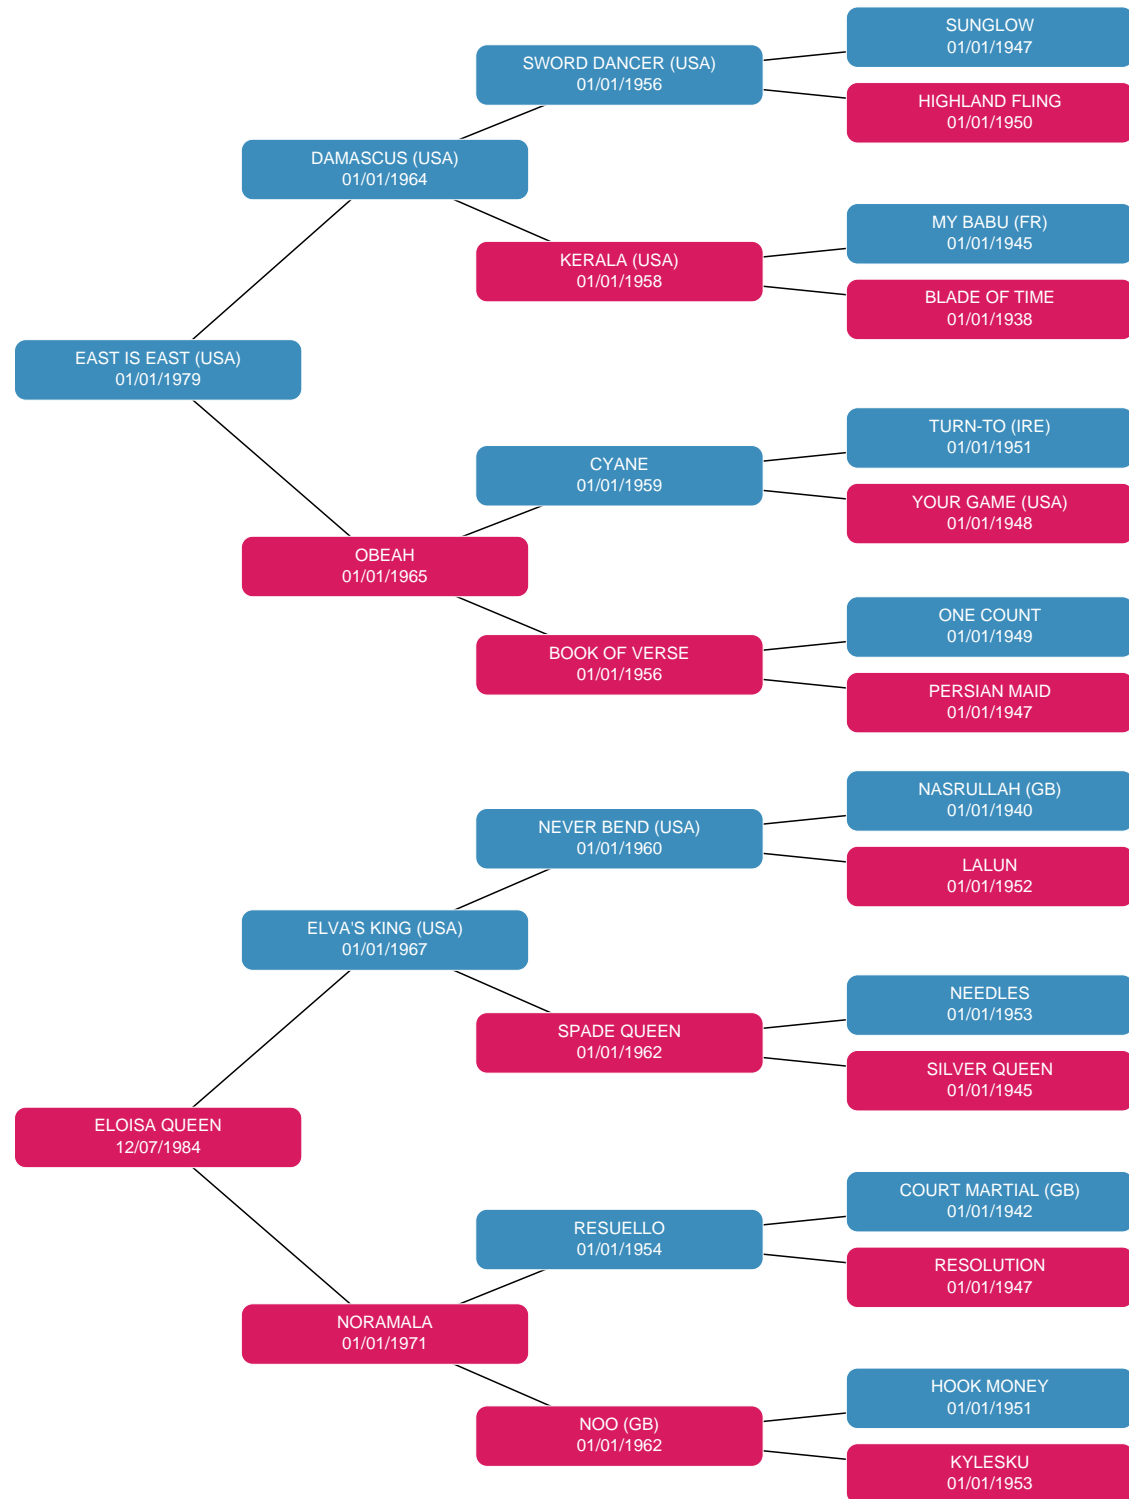 SUNGLOW
01/01/1947
SWORD DANCER (USA)
01/01/1956
HIGHLAND FLING
01/01/1950
DAMASCUS (USA)
01/01/1964
MY BABU (FR)
01/01/1945
KERALA (USA)
01/01/1958
BLADE OF TIME
01/01/1938
EAST IS EAST (USA)
01/01/1979
TURN-TO (IRE)
01/01/1951
CYANE
01/01/1959
YOUR GAME (USA)
01/01/1948
OBEAH
01/01/1965
ONE COUNT
01/01/1949
BOOK OF VERSE
01/01/1956
PERSIAN MAID
01/01/1947
NASRULLAH (GB)
01/01/1940
NEVER BEND (USA)
01/01/1960
LALUN
01/01/1952
ELVA'S KING (USA)
01/01/1967
NEEDLES
01/01/1953
SPADE QUEEN
01/01/1962
SILVER QUEEN
01/01/1945
ELOISA QUEEN
12/07/1984
COURT MARTIAL (GB)
01/01/1942
RESUELLO
01/01/1954
RESOLUTION
01/01/1947
NORAMALA
01/01/1971
HOOK MONEY
01/01/1951
NOO (GB)
01/01/1962
KYLESKU
01/01/1953